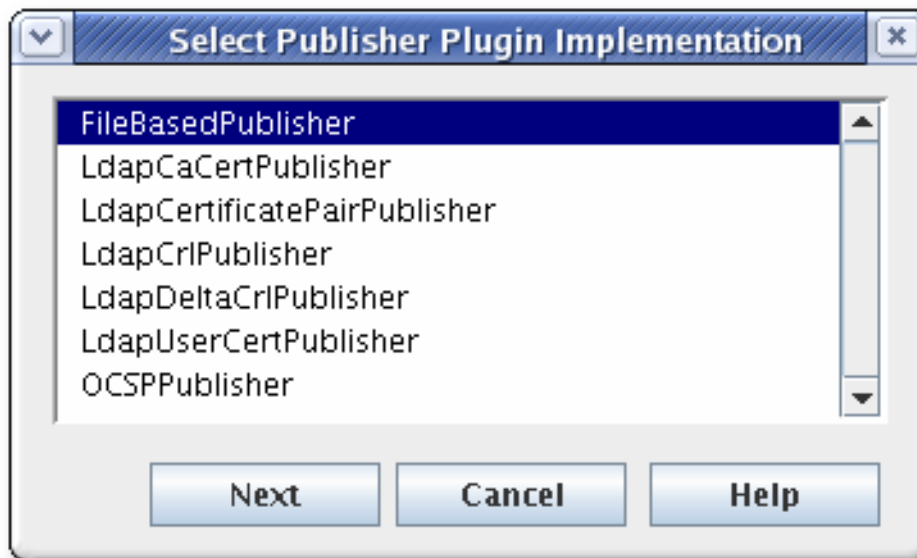 Select Publisher Plugin Implementation
FileBasedPublisher
LdapCaCertPublisher
LdapCertificatePairPublisher
LdapCrlPublisher
LdapDeltaCrlPublisher
LdapUserCertPublisher
OCSPPublisher
Next Cancel Help